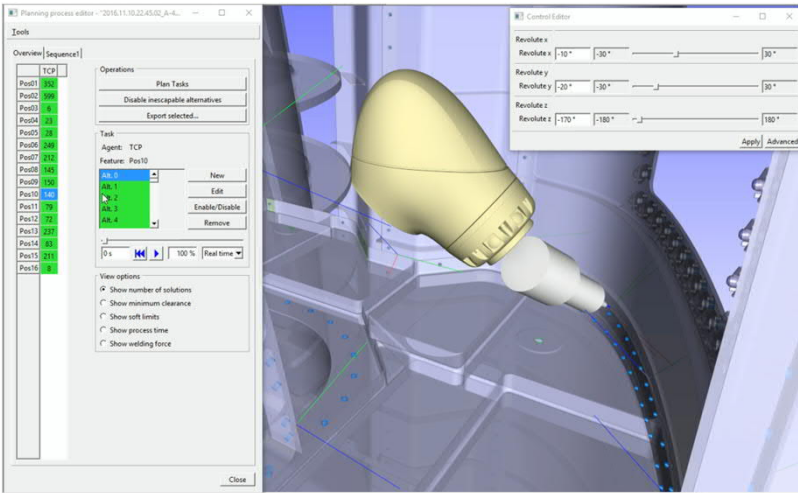 Planning process editor - "2016.11.10.22.45.02_A-4...
Tools
Overview Sequence1
TCP
Pos01 352
Pos02 599
Pos03 6
Pos04 23
Pos05 28
Pos06 249
Pos07 212
Pos08 145
Pos09 150
Pos10 140
Pos11 79
Pos12 72
Pos13 237
Pos14 83
Pos15 211
Pos16 8
Operations
Plan Tasks
Disable inescapable alternatives
Export selected...
Task
Agent: TCP
Feature: Pos10
Alt. 0
Alt. 1
2
Alt. 3
Alt. 4
New
Edit
Enable/Disable
Remove
0 s 100 % Real time
View options
Show number of solutions
Show minimum clearance
Show soft limits
Show process time
Show welding force
Close
Control Editor
Revolute x
Revolute x -10 ° -30 ° 30 °
Revolute y
Revolute y -20 ° -30 ° 30 °
Revolute z
Revolute z -170 ° -180 ° 180 °
Apply Advanced